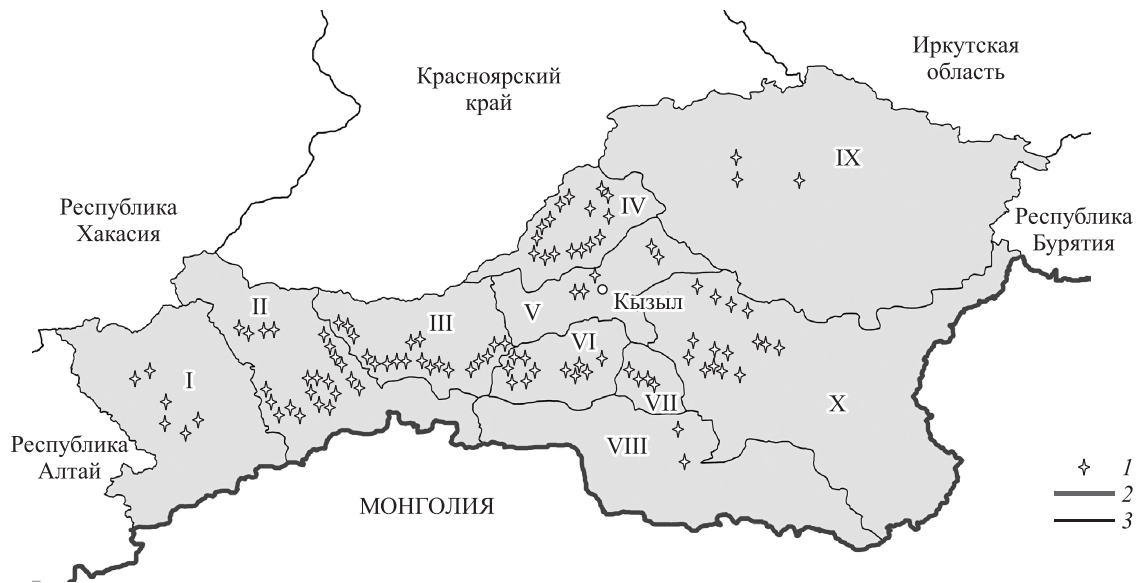 Иркутская
область
Красноярский
край
IX
Республика
Хакасия
IV
Республика
Бурятия
II
Кызыл
V
III
VI
I
VII
X
VIII
Республика
Алтай
МОНГОЛИЯ
1
2
3